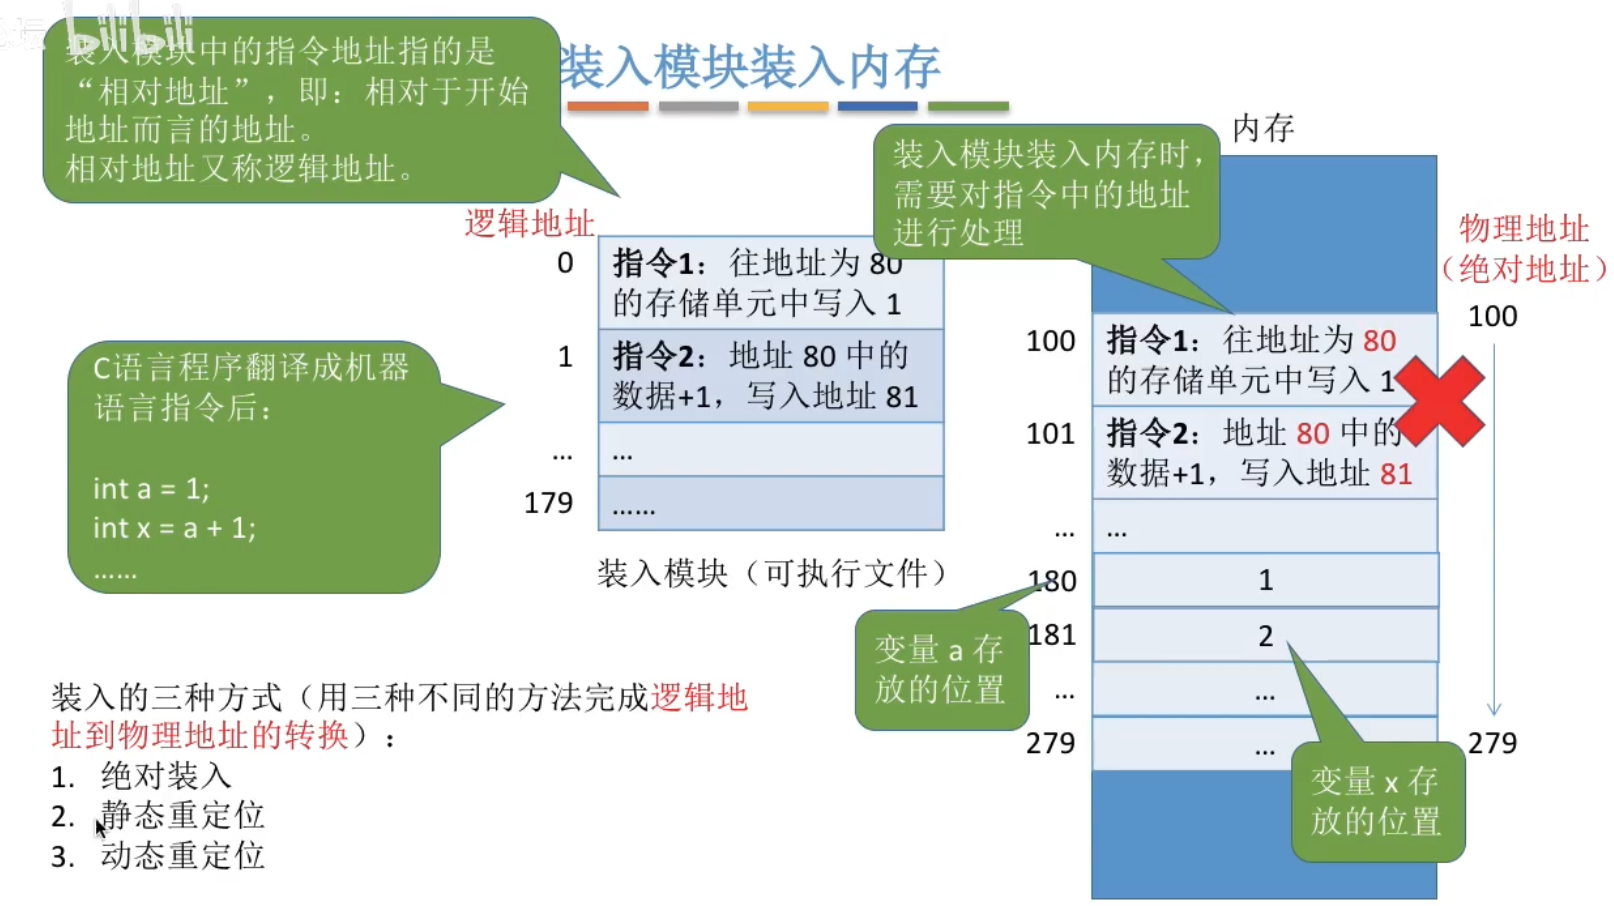 bilibili
装入模块中的指令地址指的是
“相对地址”，即：相对于开始
地址而言的地址。
相对地址又称逻辑地址。
装入模块装入内存
内存
装入模块装入内存时，
需要对指令中的地址
进行处理
逻辑地址
物理地址
（绝对地址）
0
指令1：往地址为 80
的存储单元中写入 1
1
指令2：地址 80 中的
数据+1，写入地址 81
...
...
179
......
装入模块（可执行文件）
C语言程序翻译成机器
语言指令后：
int a = 1;
int x = a + 1;
......
100
100
指令1：往地址为 80
的存储单元中写入 1
101
指令2：地址 80 中的
数据+1，写入地址 81
...
...
180
1
181
2
...
...
279
...
279
变量 a 存
放的位置
变量 x 存
放的位置
装入的三种方式（用三种不同的方法完成逻辑地
址到物理地址的转换）：
1. 绝对装入
2. 静态重定位
3. 动态重定位